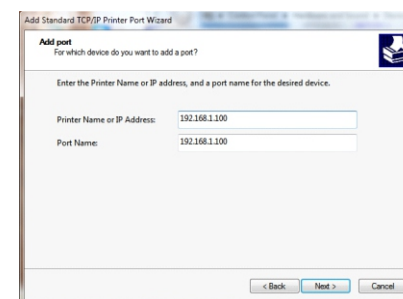 Add Standard TCP/IP Printer Port Wizard
Add port
For which device do you want to add a port?
Enter the Printer Name or IP address, and a port name for the desired device.
Printer Name or IP Address: 192.168.1.100
Port Name: 192.168.1.100
< Back Next > Cancel